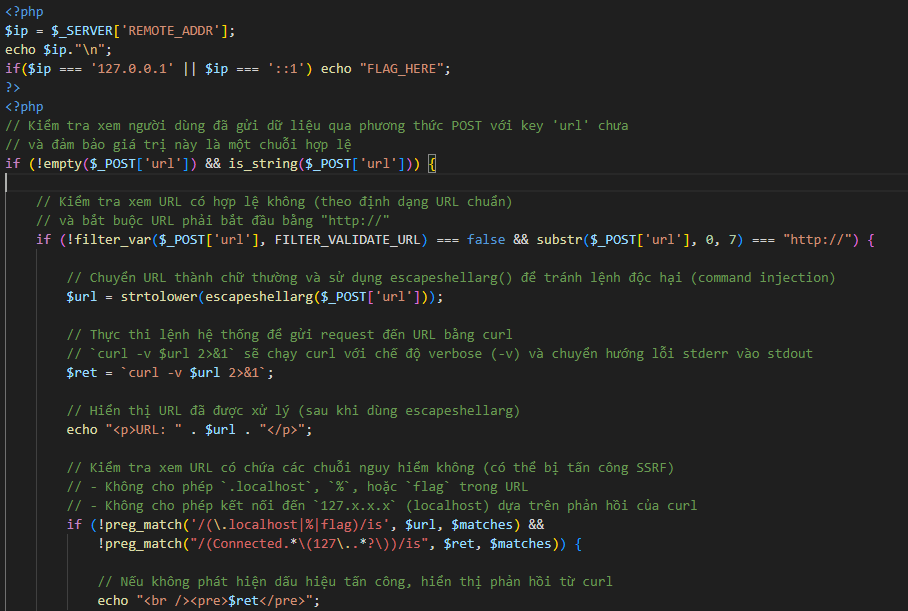 <?php
$ip = $_SERVER['REMOTE_ADDR'];
echo $ip."\n";
if($ip === '127.0.0.1' || $ip === '::1') echo "FLAG_HERE";
?>
<?php
// Kiểm tra xem người dùng đã gửi dữ liệu qua phương thức POST với key 'url' chưa
// và đảm bảo giá trị này là một chuỗi hợp lệ
if (!empty($_POST['url']) && is_string($_POST['url'])) {
// Kiểm tra xem URL có hợp lệ không (theo định dạng URL chuẩn)
// và bắt buộc URL phải bắt đầu bằng "http://"
if (!filter_var($_POST['url'], FILTER_VALIDATE_URL) === false && substr($_POST['url'], 0, 7) === "http://") {
// Chuyển URL thành chữ thường và sử dụng escapeshellarg() để tránh lệnh độc hại (command injection)
$url = strtolower(escapeshellarg($_POST['url']));
// Thực thi lệnh hệ thống để gửi request đến URL bằng curl
// `curl -v $url 2>&1` sẽ chạy curl với chế độ verbose (-v) và chuyển hướng lỗi stderr vào stdout
$ret = `curl -v $url 2>&1`;
// Hiển thị URL đã được xử lý (sau khi dùng escapeshellarg)
echo "<p>URL: " . $url . "</p>";
// Kiểm tra xem URL có chứa các chuỗi nguy hiểm không (có thể bị tấn công SSRF)
// - Không cho phép `.localhost`, `%`, hoặc `flag` trong URL
// - Không cho phép kết nối đến `127.x.x.x` (localhost) dựa trên phản hồi của curl
if (!preg_match('/(\.localhost|%|flag)/is', $url, $matches) &&
!preg_match("/(Connected.*\(127\..*?\))/is", $ret, $matches)) {
// Nếu không phát hiện dấu hiệu tấn công, hiển thị phản hồi từ curl
echo "<br /><pre>$ret</pre>";